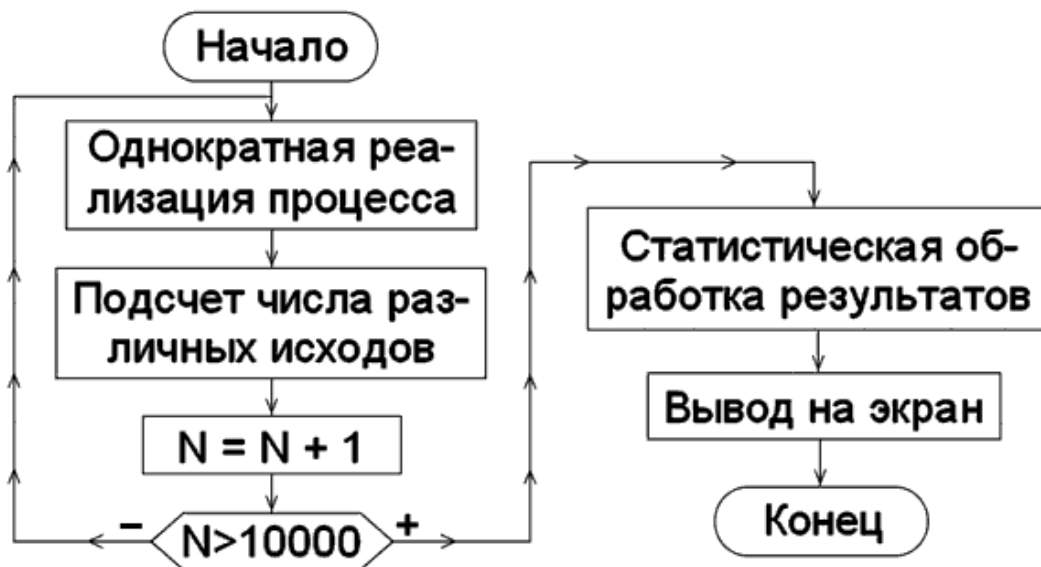 Начало
Однократная реа-
лизация процесса
Подсчет числа раз-
личных исходов
N = N + 1
N>10000
–
+
Статистическая об-
работка результатов
Вывод на экран
Конец